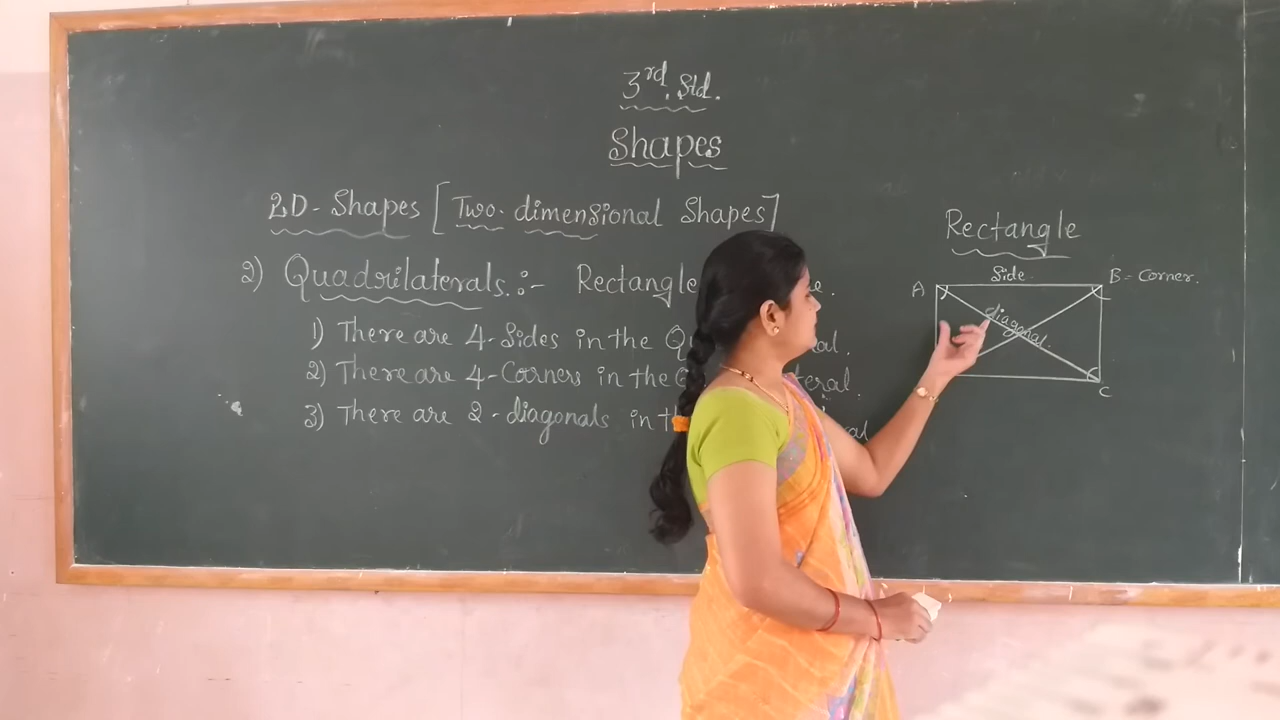 3rd. Std.
Shapes
2D - Shapes [Two - dimensional Shapes]
2) Quadrilaterals :- Rectangle
1) There are 4-Sides in the
2) There are 4-Corners in the
3) There are 2-diagonals in
Rectangle
Side
A
B - Corner.
diagonal.
C